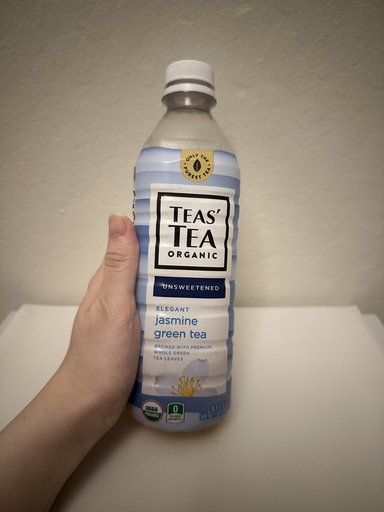 ONLY THE
PUREST TEA
TEAS'
TEA
ORGANIC
UNSWEETENED
ELEGANT
jasmine
green tea
BREWED WITH PREMIUM
WHOLE GREEN
TEA LEAVES
USDA
ORGANIC
0